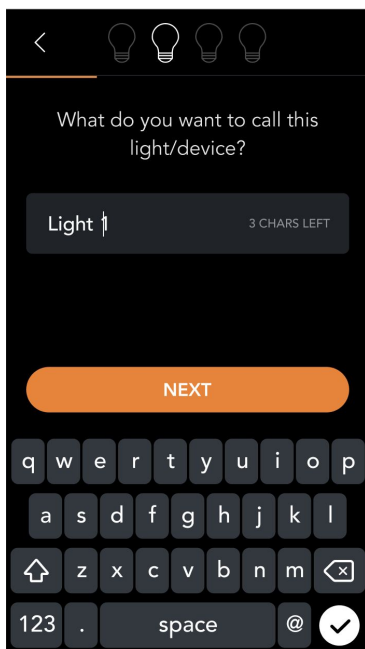 What do you want to call this
light/device?
Light 1 3 CHARS LEFT
NEXT
q w e r t y u i o p
a s d f g h j k l
z x c v b n m
123 . space @